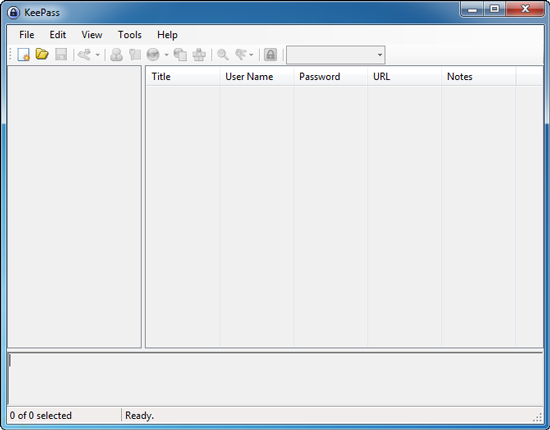 KeePass
File Edit View Tools Help
Title User Name Password URL Notes
0 of 0 selected Ready.